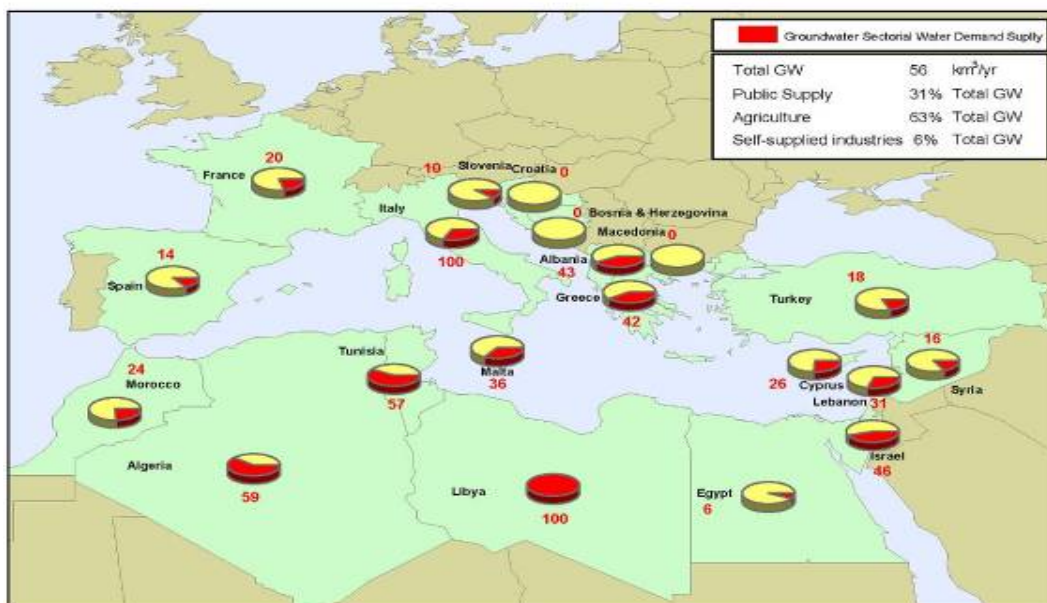 Groundwater Sectorial Water Demand Suplly
Total GW 56 km³/yr
Public Supply 31% Total GW
Agriculture 63% Total GW
Self-supplied industries 6% Total GW
20
France
10
Slovenia
Croatia
0
Italy
100
0
Bosnia & Herzegovina
Macedonia
0
Albania
43
Greece
42
14
Spain
18
Turkey
Tunisia
57
Malta
36
16
Syria
26
Cyprus
Lebanon
31
24
Morocco
Israel
46
Algeria
59
Libya
100
Egypt
6